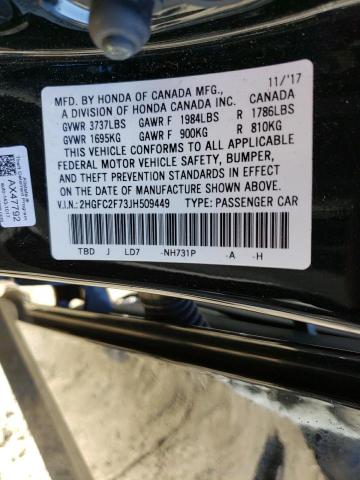 MFD. BY HONDA OF CANADA MFG., 11/'17
A DIVISION OF HONDA CANADA INC. CANADA
GVWR 3737LBS GAWR F 1984LBS R 1786LBS
GVWR 1695KG GAWR F 900KG R 810KG
THIS VEHICLE CONFORMS TO ALL APPLICABLE
FEDERAL MOTOR VEHICLE SAFETY, BUMPER,
AND THEFT PREVENTION STANDARDS IN
EFFECT ON THE DATE OF MANUFACTURE
SHOWN ABOVE.
V.I.N.: 2HGFC2F73JH509449 TYPE: PASSENGER CAR
TBD J LD7 -NH731P -A -H
AX47792